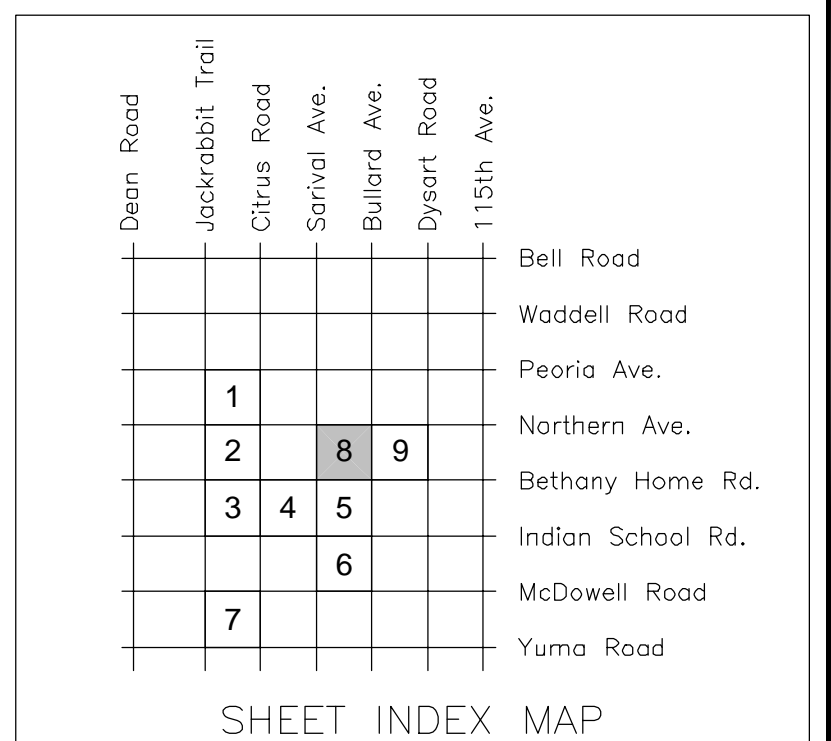 Dean Road
Jackrabbit Trail
Citrus Road
Sarival Ave.
Bullard Ave.
Dysart Road
115th Ave.
Bell Road
Waddell Road
Peoria Ave.
1
Northern Ave.
2
8
9
Bethany Home Rd.
3
4
5
Indian School Rd.
6
McDowell Road
7
Yuma Road
SHEET INDEX MAP